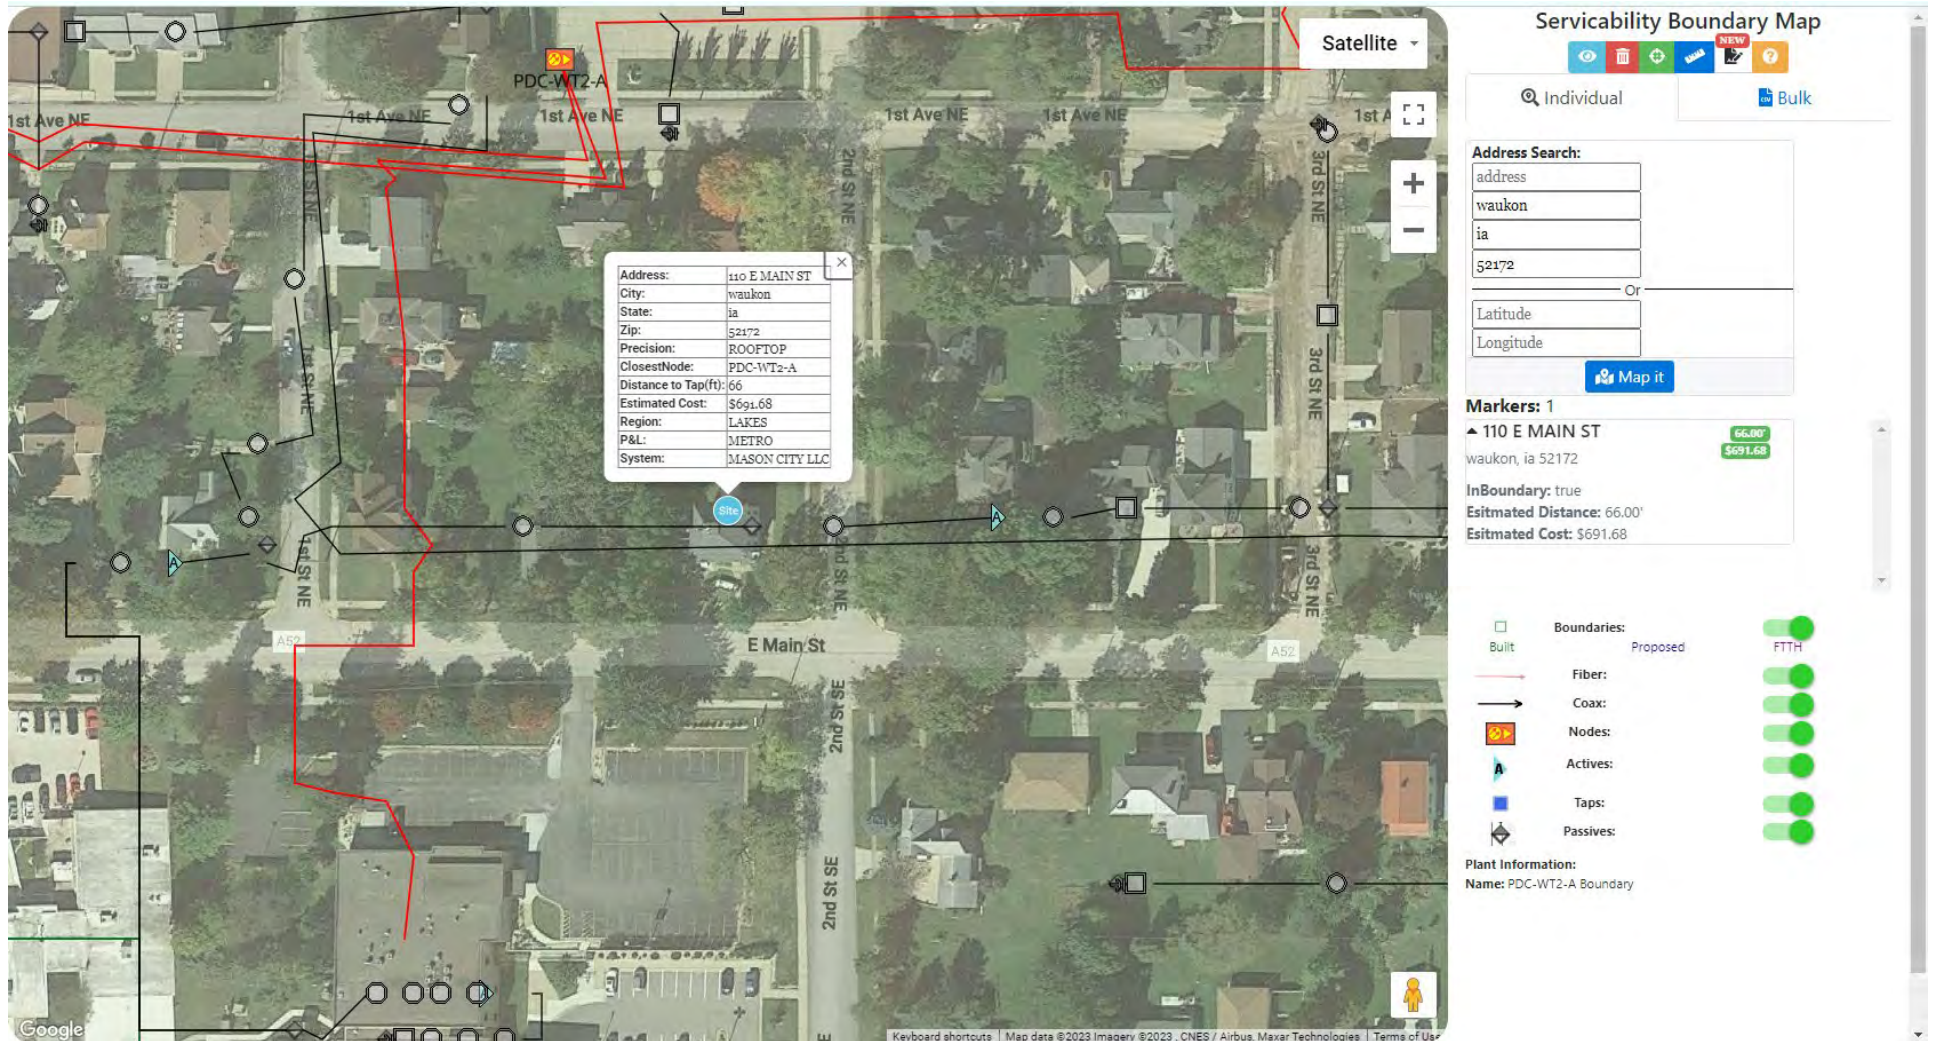 Servicability Boundary Map
NEW
Individual
Bulk
Address Search:
address
waukon
ia
52172
Or
Latitude
Longitude
Map it
Markers: 1
110 E MAIN ST
66.00'
$691.68
waukon, ia 52172
InBoundary: true
Esitmated Distance: 66.00'
Esitmated Cost: $691.68
Boundaries:
Built
Proposed
FTTH
Fiber:
Coax:
Nodes:
A
Actives:
Taps:
Passives:
Plant Information:
Name: PDC-WT2-A Boundary
Satellite
PDC-WT2-A
1st Ave NE
1st Ave NE
1st Ave NE
1st Ave NE
1st Ave NE
1st A
1st St NE
1st St NE
1st St NE
2nd St NE
2nd St NE
3rd St NE
3rd St NE
3rd St NE
Address: 110 E MAIN ST
City: waukon
State: ia
Zip: 52172
Precision: ROOFTOP
ClosestNode: PDC-WT2-A
Distance to Tap(ft): 66
Estimated Cost: $691.68
Region: LAKES
P&L: METRO
System: MASON CITY LLC
Site
A
A
A52
E Main St
A52
2nd St SE
2nd St SE
E
Google
Keyboard shortcuts
Map data ©2023 Imagery ©2023 , CNES / Airbus, Maxar Technologies
Terms of Use